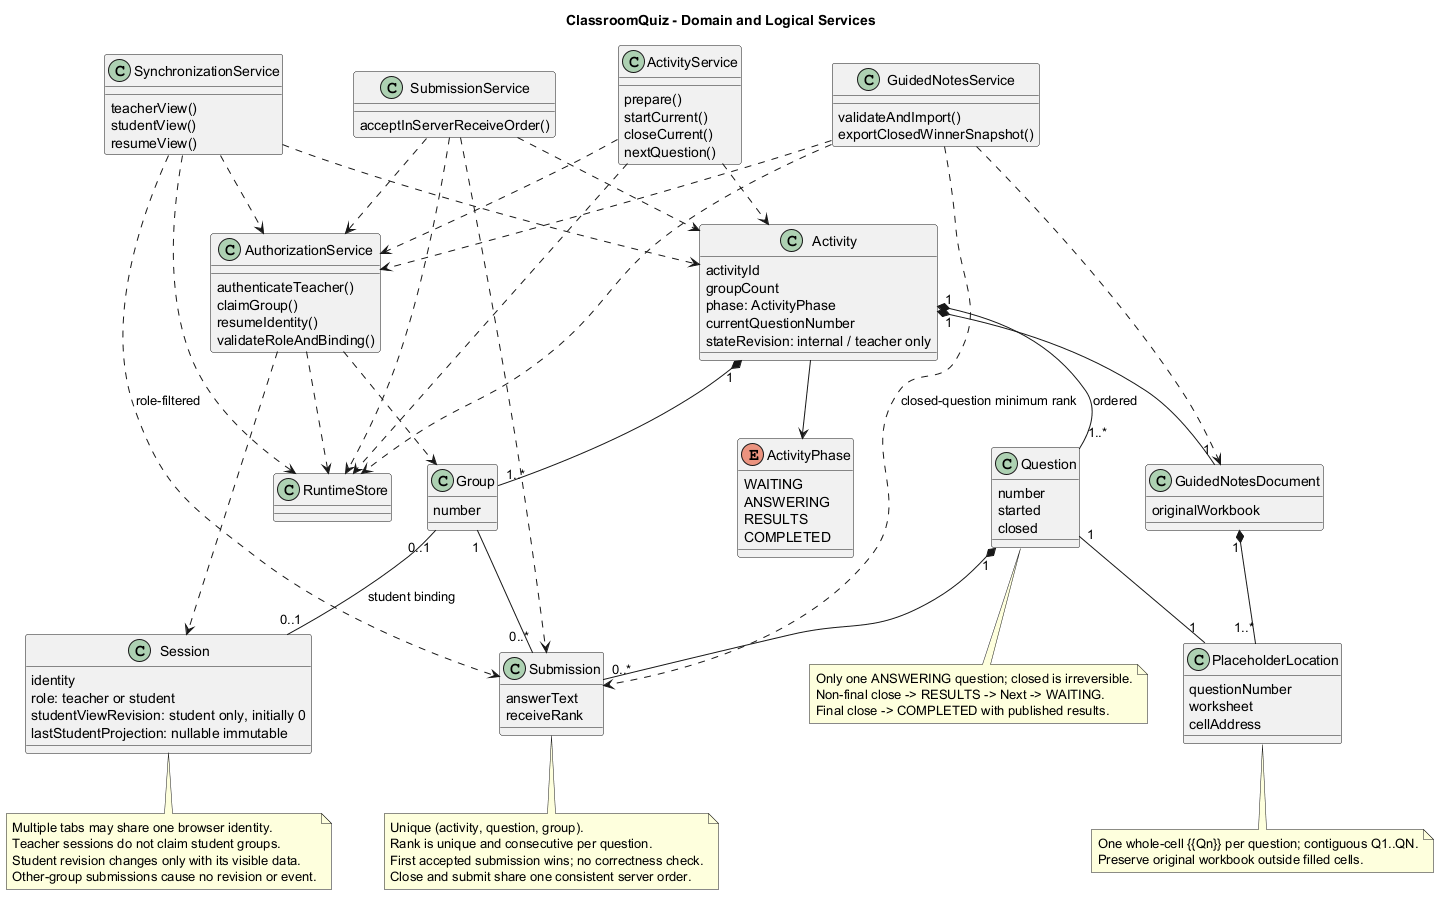 ClassroomQuiz - Domain and Logical Services
C SynchronizationService
teacherView()
studentView()
resumeView()
C SubmissionService
acceptInServerReceiveOrder()
C ActivityService
prepare()
startCurrent()
closeCurrent()
nextQuestion()
C GuidedNotesService
validateAndImport()
exportClosedWinnerSnapshot()
C AuthorizationService
authenticateTeacher()
claimGroup()
resumeIdentity()
validateRoleAndBinding()
C Activity
activityId
groupCount
phase: ActivityPhase
currentQuestionNumber
stateRevision: internal / teacher only
1
1
1
role-filtered
closed-question minimum rank
ordered
1..*
1..*
1
C RuntimeStore
C Group
number
E ActivityPhase
WAITING
ANSWERING
RESULTS
COMPLETED
C Question
number
started
closed
C GuidedNotesDocument
originalWorkbook
0..1
1
1
1
1
student binding
0..1
0..*
0..*
1
1..*
C Session
identity
role: teacher or student
studentViewRevision: student only, initially 0
lastStudentProjection: nullable immutable
C Submission
answerText
receiveRank
Only one ANSWERING question; closed is irreversible.
Non-final close -> RESULTS -> Next -> WAITING.
Final close -> COMPLETED with published results.
C PlaceholderLocation
questionNumber
worksheet
cellAddress
Multiple tabs may share one browser identity.
Teacher sessions do not claim student groups.
Student revision changes only with its visible data.
Other-group submissions cause no revision or event.
Unique (activity, question, group).
Rank is unique and consecutive per question.
First accepted submission wins; no correctness check.
Close and submit share one consistent server order.
One whole-cell {{Qn}} per question; contiguous Q1..QN.
Preserve original workbook outside filled cells.